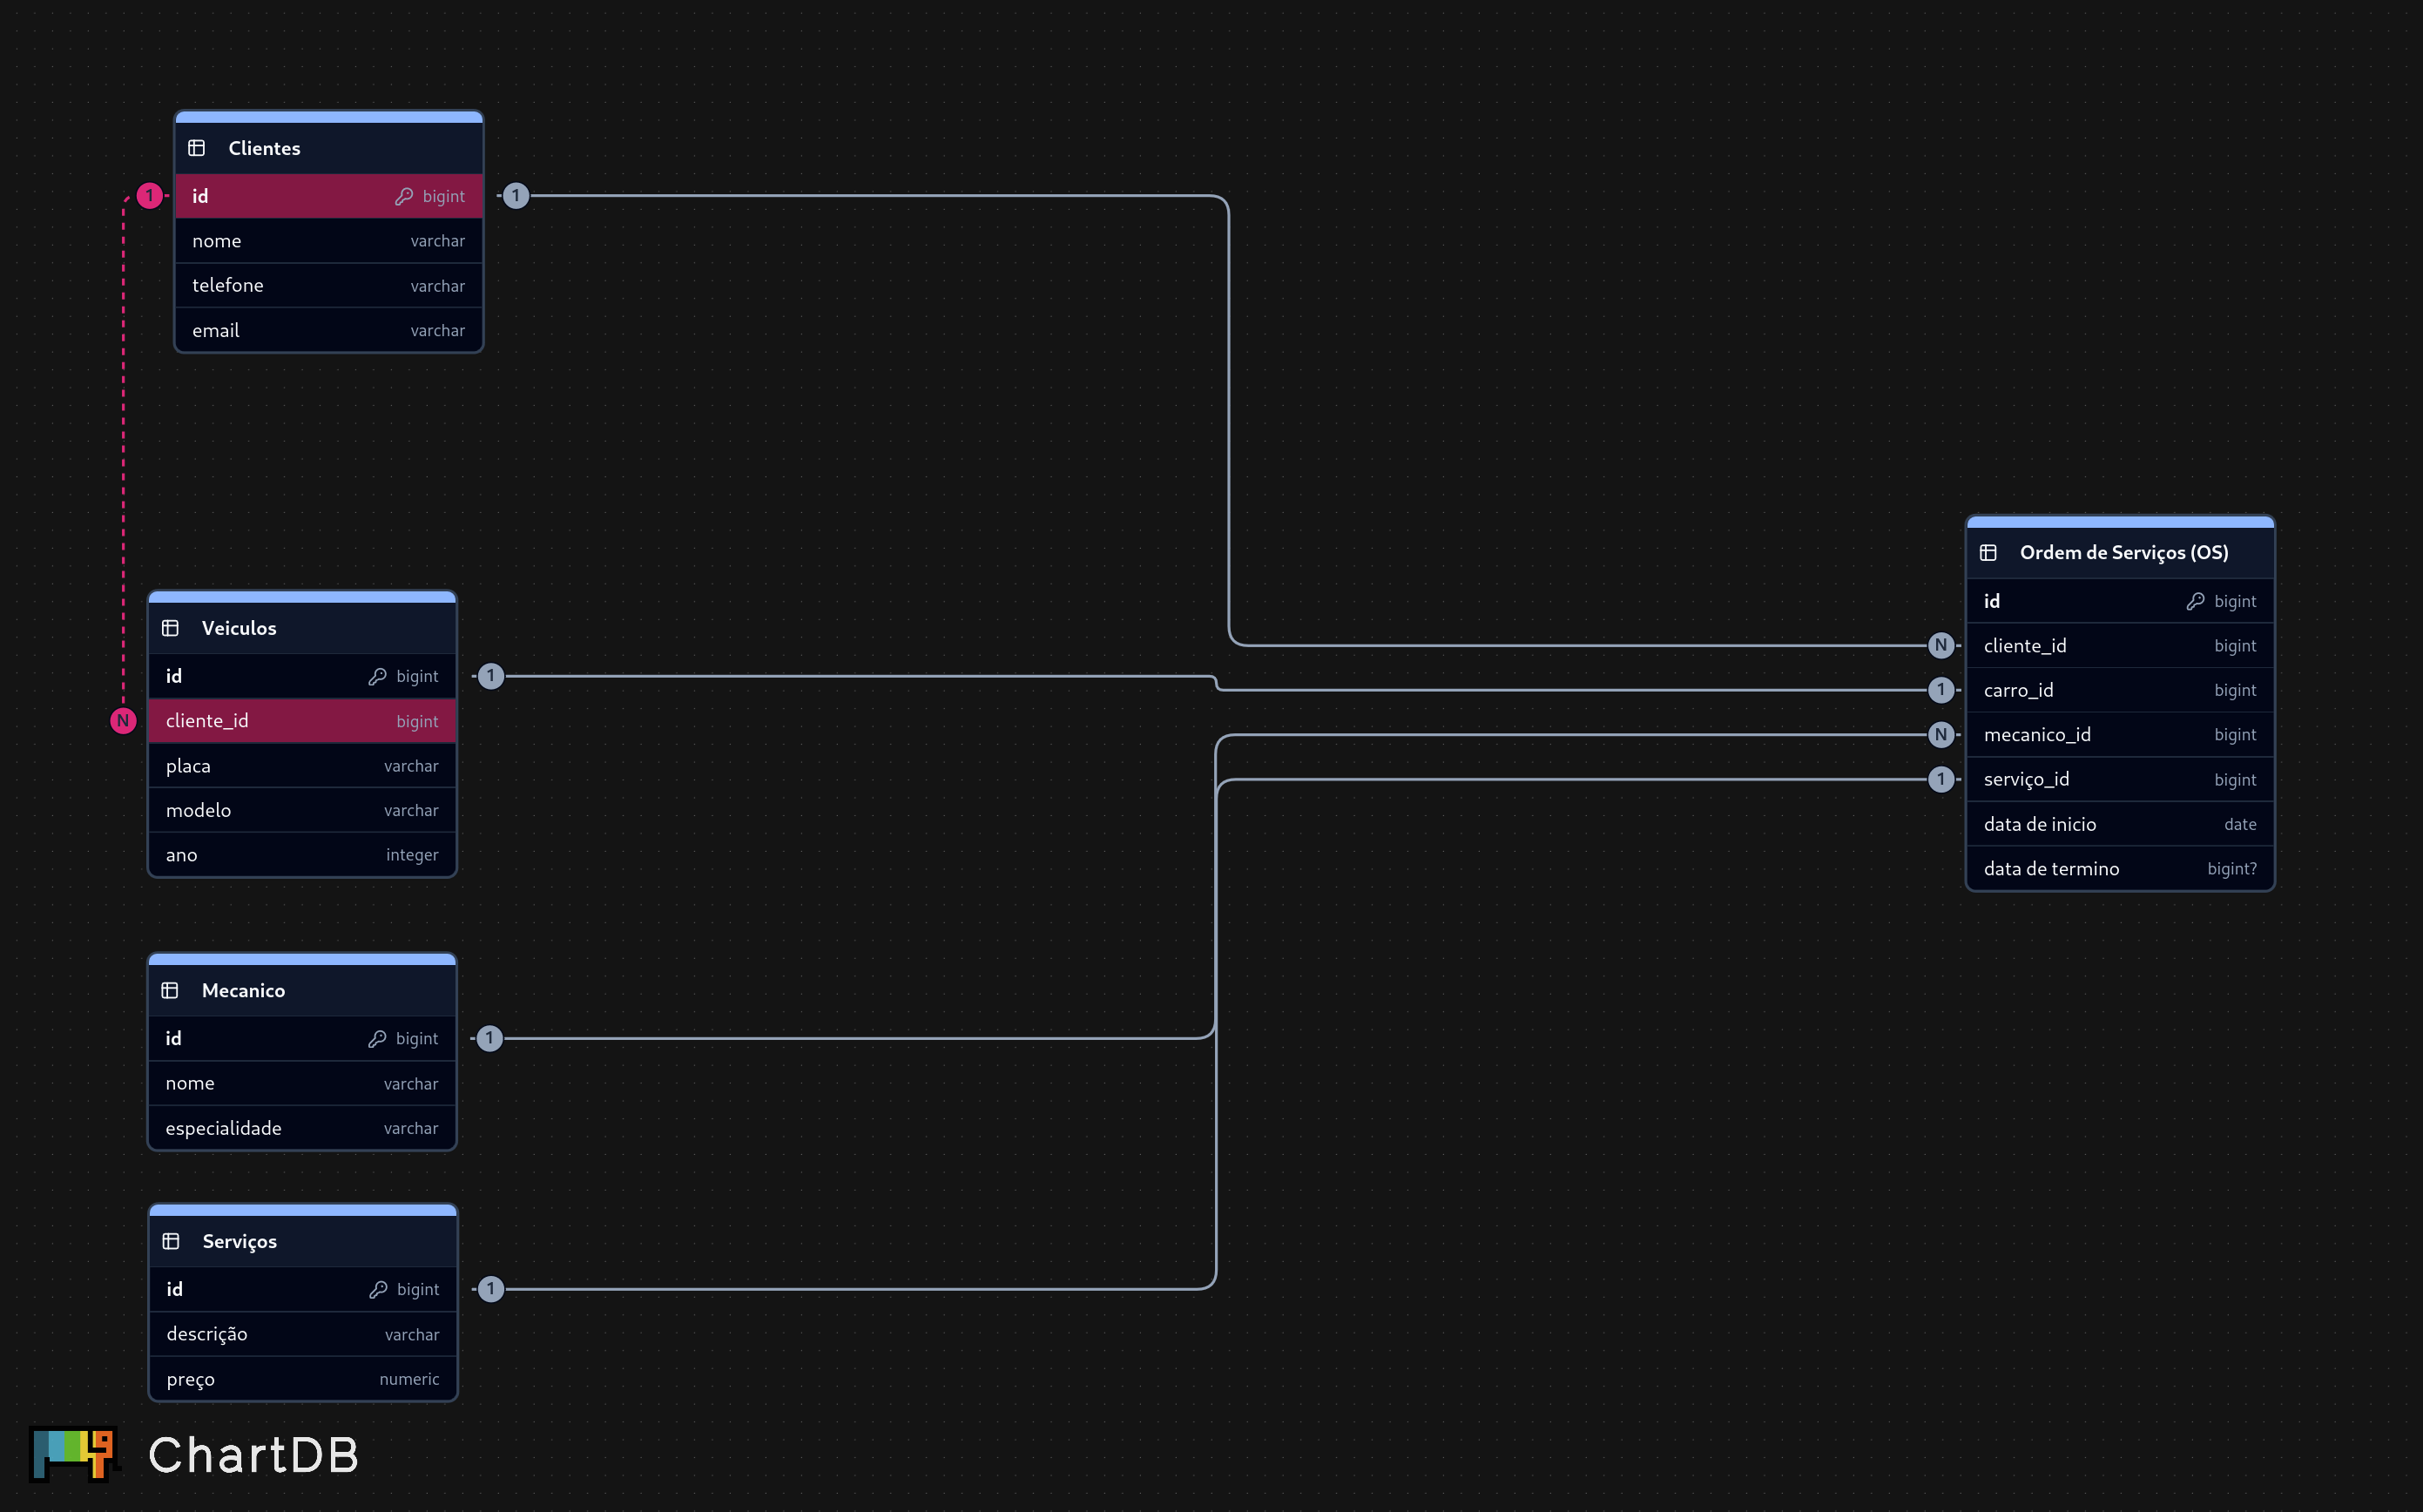 Clientes
1 id bigint 1
nome varchar
telefone varchar
email varchar
Veiculos
id bigint 1
N cliente_id bigint
placa varchar
modelo varchar
ano integer
Mecanico
id bigint 1
nome varchar
especialidade varchar
Serviços
id bigint 1
descrição varchar
preço numeric
Ordem de Serviços (OS)
id bigint
N cliente_id bigint
1 carro_id bigint
N mecanico_id bigint
1 serviço_id bigint
data de inicio date
data de termino bigint?
ChartDB